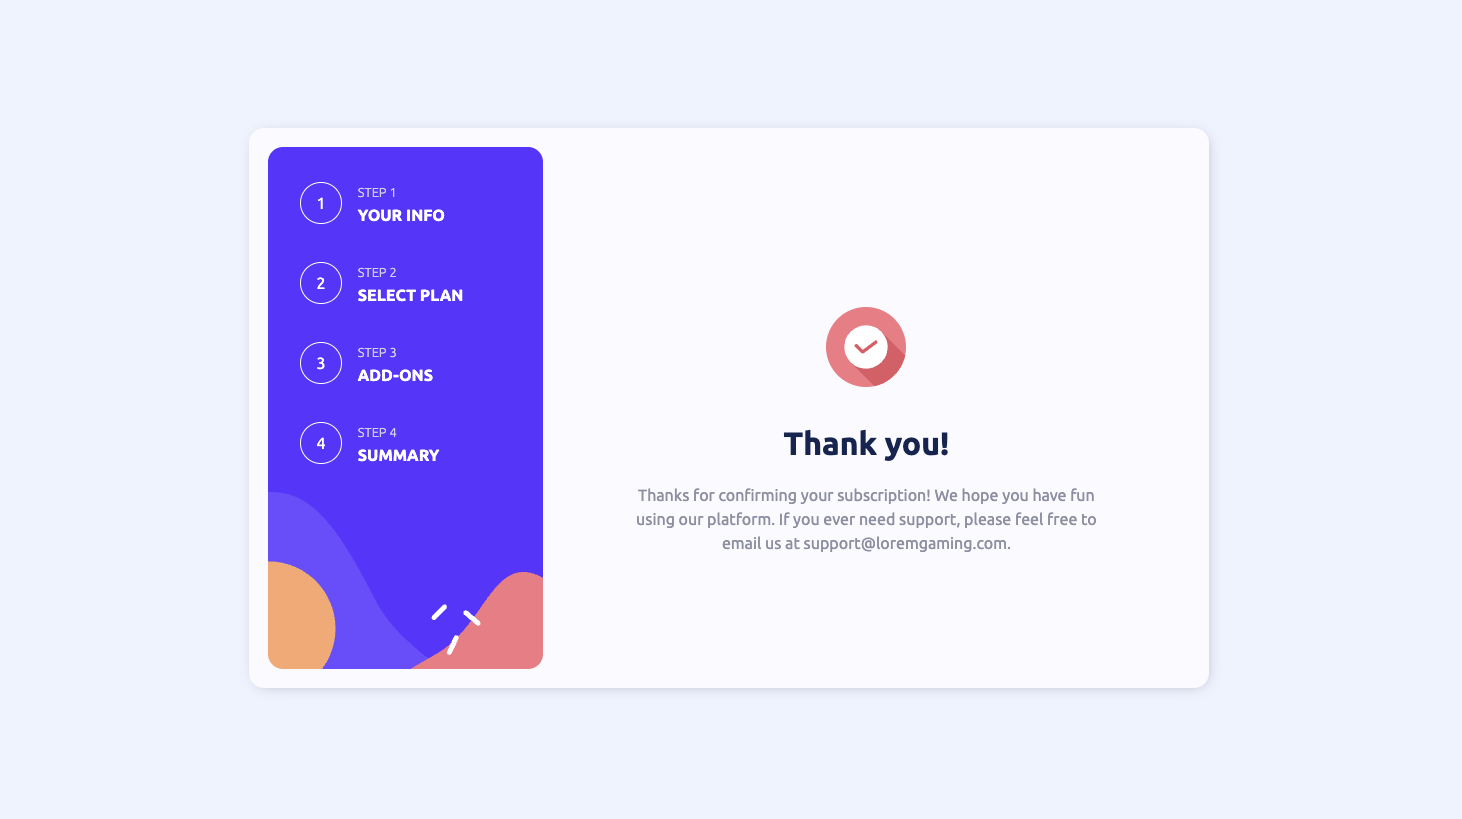 1
STEP 1
YOUR INFO
2
STEP 2
SELECT PLAN
3
STEP 3
ADD-ONS
4
STEP 4
SUMMARY
Thank you!
Thanks for confirming your subscription! We hope you have fun
using our platform. If you ever need support, please feel free to
email us at support@loremgaming.com.